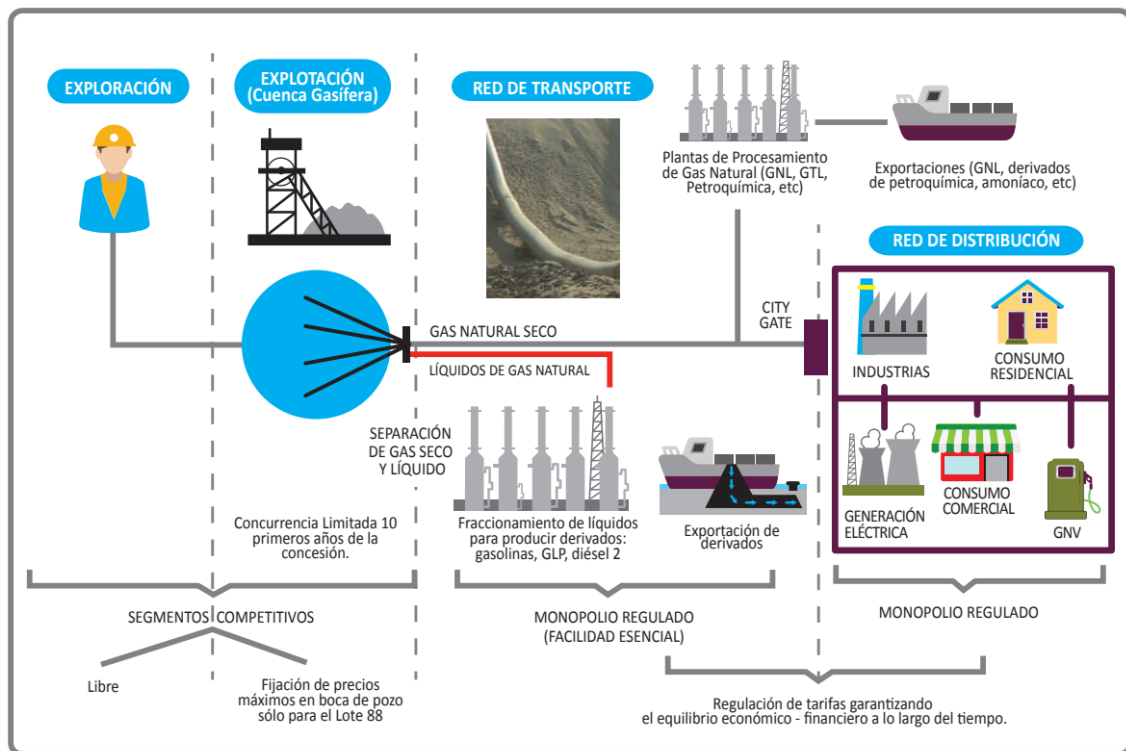 EXPLORACIÓN
EXPLOTACIÓN
(Cuenca Gasífera)
RED DE TRANSPORTE
Plantas de Procesamiento
de Gas Natural (GNL, GTL,
Petroquímica, etc)
Exportaciones (GNL, derivados
de petroquímica, amoníaco, etc)
RED DE DISTRIBUCIÓN
CITY
GATE
GAS NATURAL SECO
LÍQUIDOS DE GAS NATURAL
INDUSTRIAS
CONSUMO
RESIDENCIAL
SEPARACIÓN
DE GAS SECO
Y LÍQUIDO
GENERACIÓN
ELÉCTRICA
CONSUMO
COMERCIAL
GNV
Concurrencia Limitada 10
primeros años de la
concesión.
Fraccionamiento de líquidos
para producir derivados:
gasolinas, GLP, diésel 2
Exportación de
derivados
SEGMENTOS COMPETITIVOS
MONOPOLIO REGULADO
(FACILIDAD ESENCIAL)
MONOPOLIO REGULADO
Libre
Fijación de precios
máximos en boca de pozo
sólo para el Lote 88
Regulación de tarifas garantizando
el equilibrio económico - financiero a lo largo del tiempo.